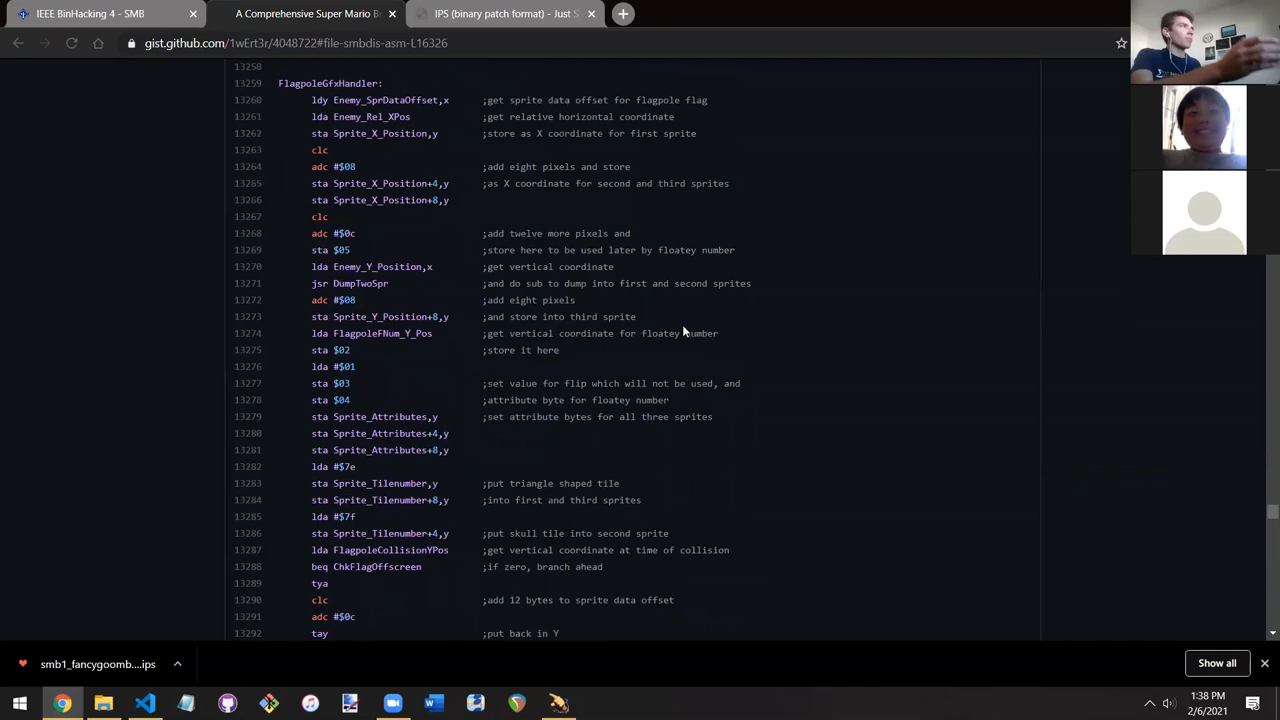 IEEE BinHacking 4 - SMB
A Comprehensive Super Mario B
IPS (binary patch format) - Just S
gist.github.com/1wErt3r/4048722#file-smbdis-asm-L16326
13258
13259 FlagpoleGfxHandler:
13260 ldy Enemy_SprDataOffset,x ;get sprite data offset for flagpole flag
13261 lda Enemy_Rel_XPos ;get relative horizontal coordinate
13262 sta Sprite_X_Position,y ;store as X coordinate for first sprite
13263 clc
13264 adc #$08 ;add eight pixels and store
13265 sta Sprite_X_Position+4,y ;as X coordinate for second and third sprites
13266 sta Sprite_X_Position+8,y
13267 clc
13268 adc #$0c ;add twelve more pixels and
13269 sta $05 ;store here to be used later by floatey number
13270 lda Enemy_Y_Position,x ;get vertical coordinate
13271 jsr DumpTwoSpr ;and do sub to dump into first and second sprites
13272 adc #$08 ;add eight pixels
13273 sta Sprite_Y_Position+8,y ;and store into third sprite
13274 lda FlagpoleFNum_Y_Pos ;get vertical coordinate for floatey number
13275 sta $02 ;store it here
13276 lda #$01
13277 sta $03 ;set value for flip which will not be used, and
13278 sta $04 ;attribute byte for floatey number
13279 sta Sprite_Attributes,y ;set attribute bytes for all three sprites
13280 sta Sprite_Attributes+4,y
13281 sta Sprite_Attributes+8,y
13282 lda #$7e
13283 sta Sprite_Tilenumber,y ;put triangle shaped tile
13284 sta Sprite_Tilenumber+8,y ;into first and third sprites
13285 lda #$7f
13286 sta Sprite_Tilenumber+4,y ;put skull tile into second sprite
13287 lda FlagpoleCollisionYPos ;get vertical coordinate at time of collision
13288 beq ChkFlagOffscreen ;if zero, branch ahead
13289 tya
13290 clc ;add 12 bytes to sprite data offset
13291 adc #$0c
13292 tay ;put back in Y
smb1_fancygoomb....ips
Show all
1:38 PM
2/6/2021